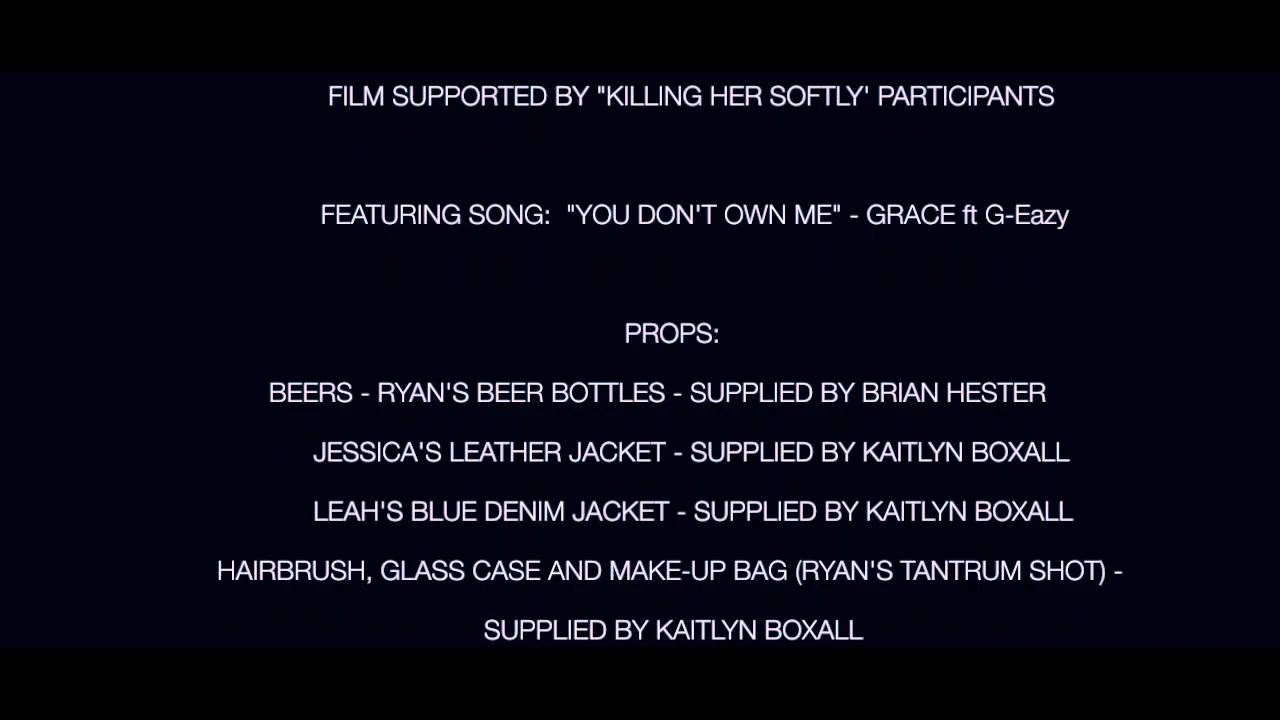 FILM SUPPORTED BY "KILLING HER SOFTLY' PARTICIPANTS
FEATURING SONG:  "YOU DON'T OWN ME" - GRACE ft G-Eazy
PROPS:
BEERS - RYAN'S BEER BOTTLES - SUPPLIED BY BRIAN HESTER
JESSICA'S LEATHER JACKET - SUPPLIED BY KAITLYN BOXALL
LEAH'S BLUE DENIM JACKET - SUPPLIED BY KAITLYN BOXALL
HAIRBRUSH, GLASS CASE AND MAKE-UP BAG (RYAN'S TANTRUM SHOT) -
SUPPLIED BY KAITLYN BOXALL